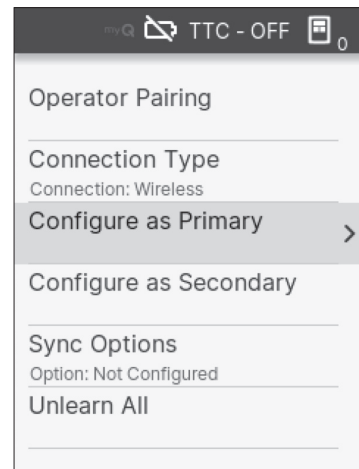 myQ TTC - OFF 0
Operator Pairing
Connection Type
Connection: Wireless
Configure as Primary
Configure as Secondary
Sync Options
Option: Not Configured
Unlearn All